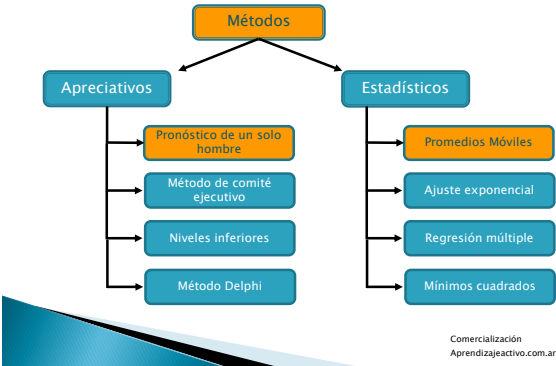 Métodos
Apreciativos
Pronóstico de un solo
hombre
Método de comité
ejecutivo
Niveles inferiores
Método Delphi
Estadísticos
Promedios Móviles
Ajuste exponencial
Regresión múltiple
Mínimos cuadrados
Comercialización
Aprendizajeactivo.com.ar